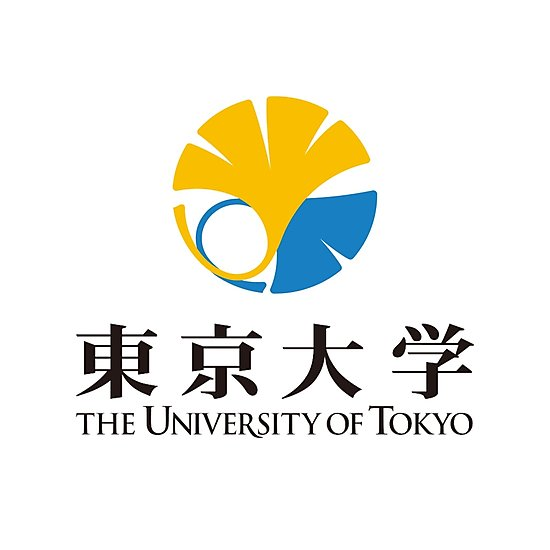 東京大学
THE UNIVERSITY OF TOKYO